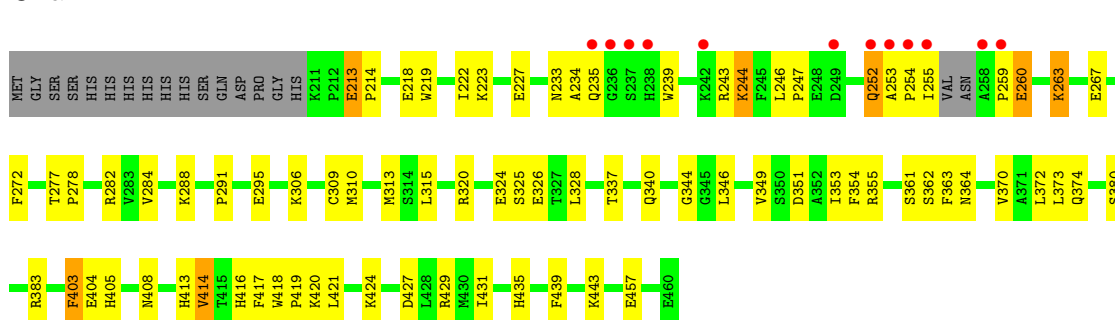 MET GLY SER SER HIS HIS HIS HIS HIS HIS SER GLN ASP PRO GLY HIS K211 P212 E213 P214 E218 W219 I222 K223 E227 N233 A234 Q235 G236 S237 H238 W239 K242 R243 K244 F245 L246 P247 E248 D249 Q252 A253 P254 I255 VAL ASN A258 P259 E260 K263 E267
F272 T277 P278 R282 V283 V284 K288 P291 E295 K306 C309 M310 M313 S314 L315 R320 E324 S325 E326 T327 L328 T337 Q340 G344 G345 L346 V349 S350 D351 A352 I353 F354 R355 S361 S362 F363 N364 V370 A371 L372 L373 Q374 S380
R383 F403 E404 H405 N408 H413 V414 T415 H416 F417 W418 P419 K420 L421 K424 D427 L428 R429 M430 I431 H435 F439 K443 E457 E460